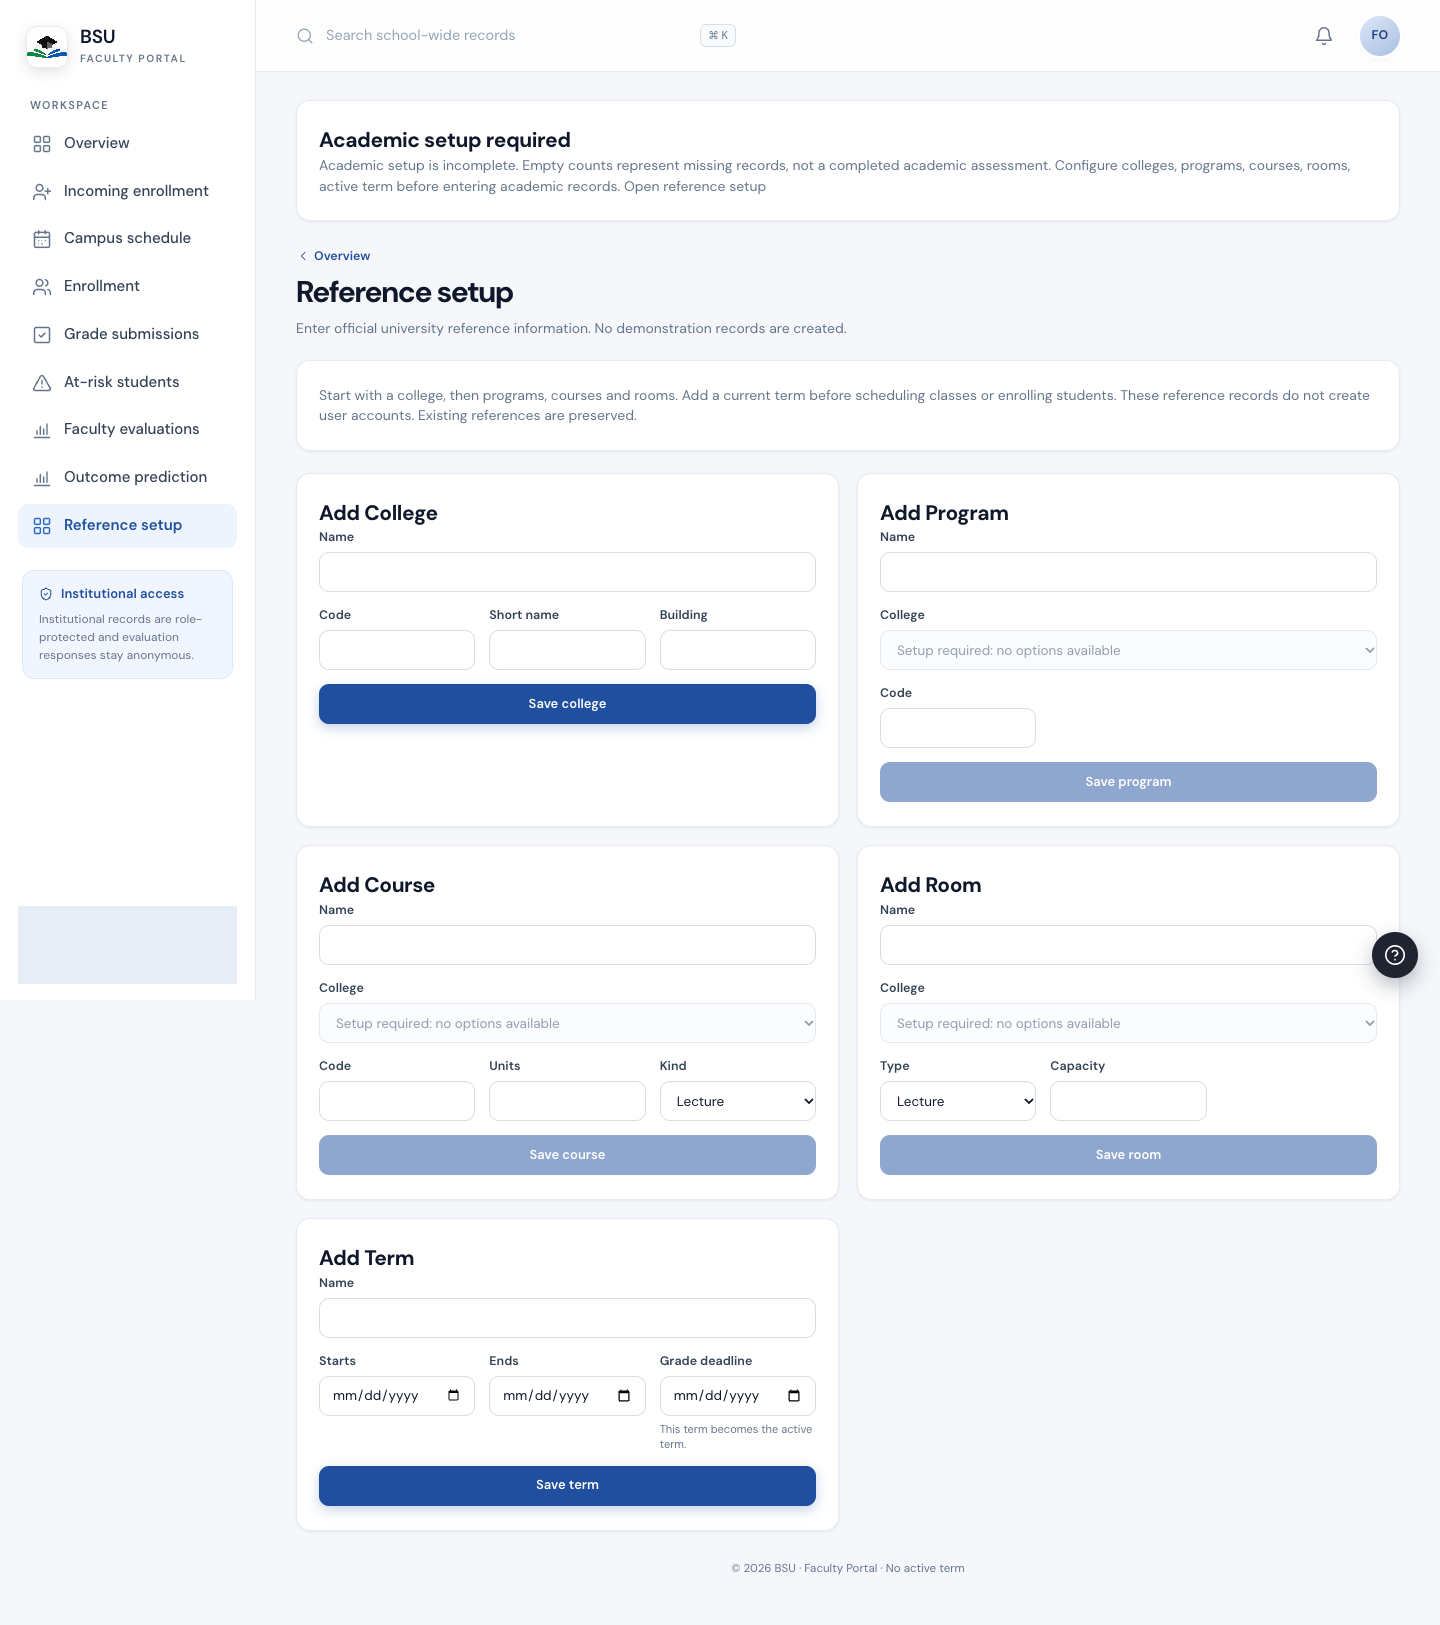 BSU
FACULTY PORTAL
WORKSPACE
Overview
Incoming enrollment
Campus schedule
Enrollment
Grade submissions
At-risk students
Faculty evaluations
Outcome prediction
Reference setup
Institutional access
Institutional records are role-
protected and evaluation
responses stay anonymous.
Search school-wide records
⌘ K
FO
Academic setup required
Academic setup is incomplete. Empty counts represent missing records, not a completed academic assessment. Configure colleges, programs, courses, rooms,
active term before entering academic records. Open reference setup
Overview
Reference setup
Enter official university reference information. No demonstration records are created.
Start with a college, then programs, courses and rooms. Add a current term before scheduling classes or enrolling students. These reference records do not create
user accounts. Existing references are preserved.
Add College
Name
Code Short name Building
Save college
Add Program
Name
College
Setup required: no options available
Code
Save program
Add Course
Name
College
Setup required: no options available
Code Units Kind
Lecture
Save course
Add Room
Name
College
Setup required: no options available
Type Capacity
Lecture
Save room
Add Term
Name
Starts Ends Grade deadline
mm/dd/yyyy mm/dd/yyyy mm/dd/yyyy
This term becomes the active
term.
Save term
© 2026 BSU · Faculty Portal · No active term